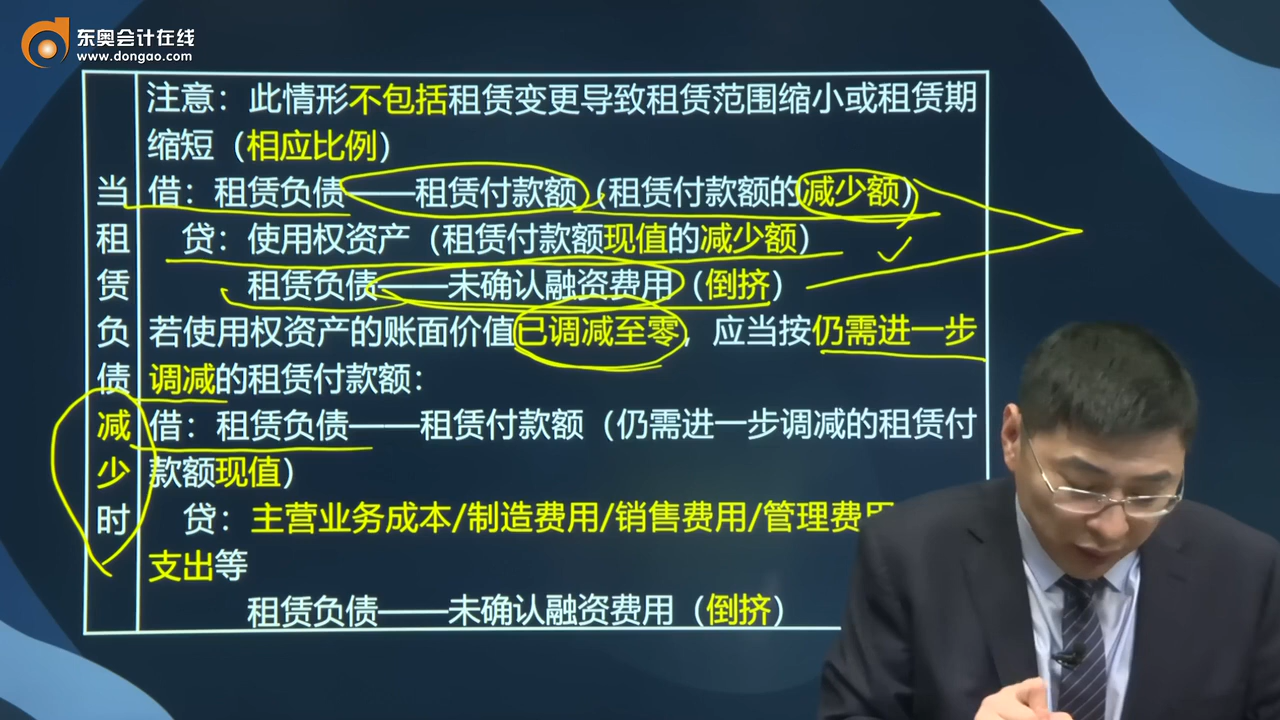 东奥会计在线
www.dongao.com
注意：此情形不包括租赁变更导致租赁范围缩小或租赁期
缩短（相应比例）
当租赁负债减少时
借：租赁负债——租赁付款额（租赁付款额的减少额）
贷：使用权资产（租赁付款额现值的减少额）
租赁负债——未确认融资费用（倒挤）
若使用权资产的账面价值已调减至零，应当按仍需进一步
调减的租赁付款额：
借：租赁负债——租赁付款额（仍需进一步调减的租赁付
款额现值）
贷：主营业务成本/制造费用/销售费用/管理费用
支出等
租赁负债——未确认融资费用（倒挤）